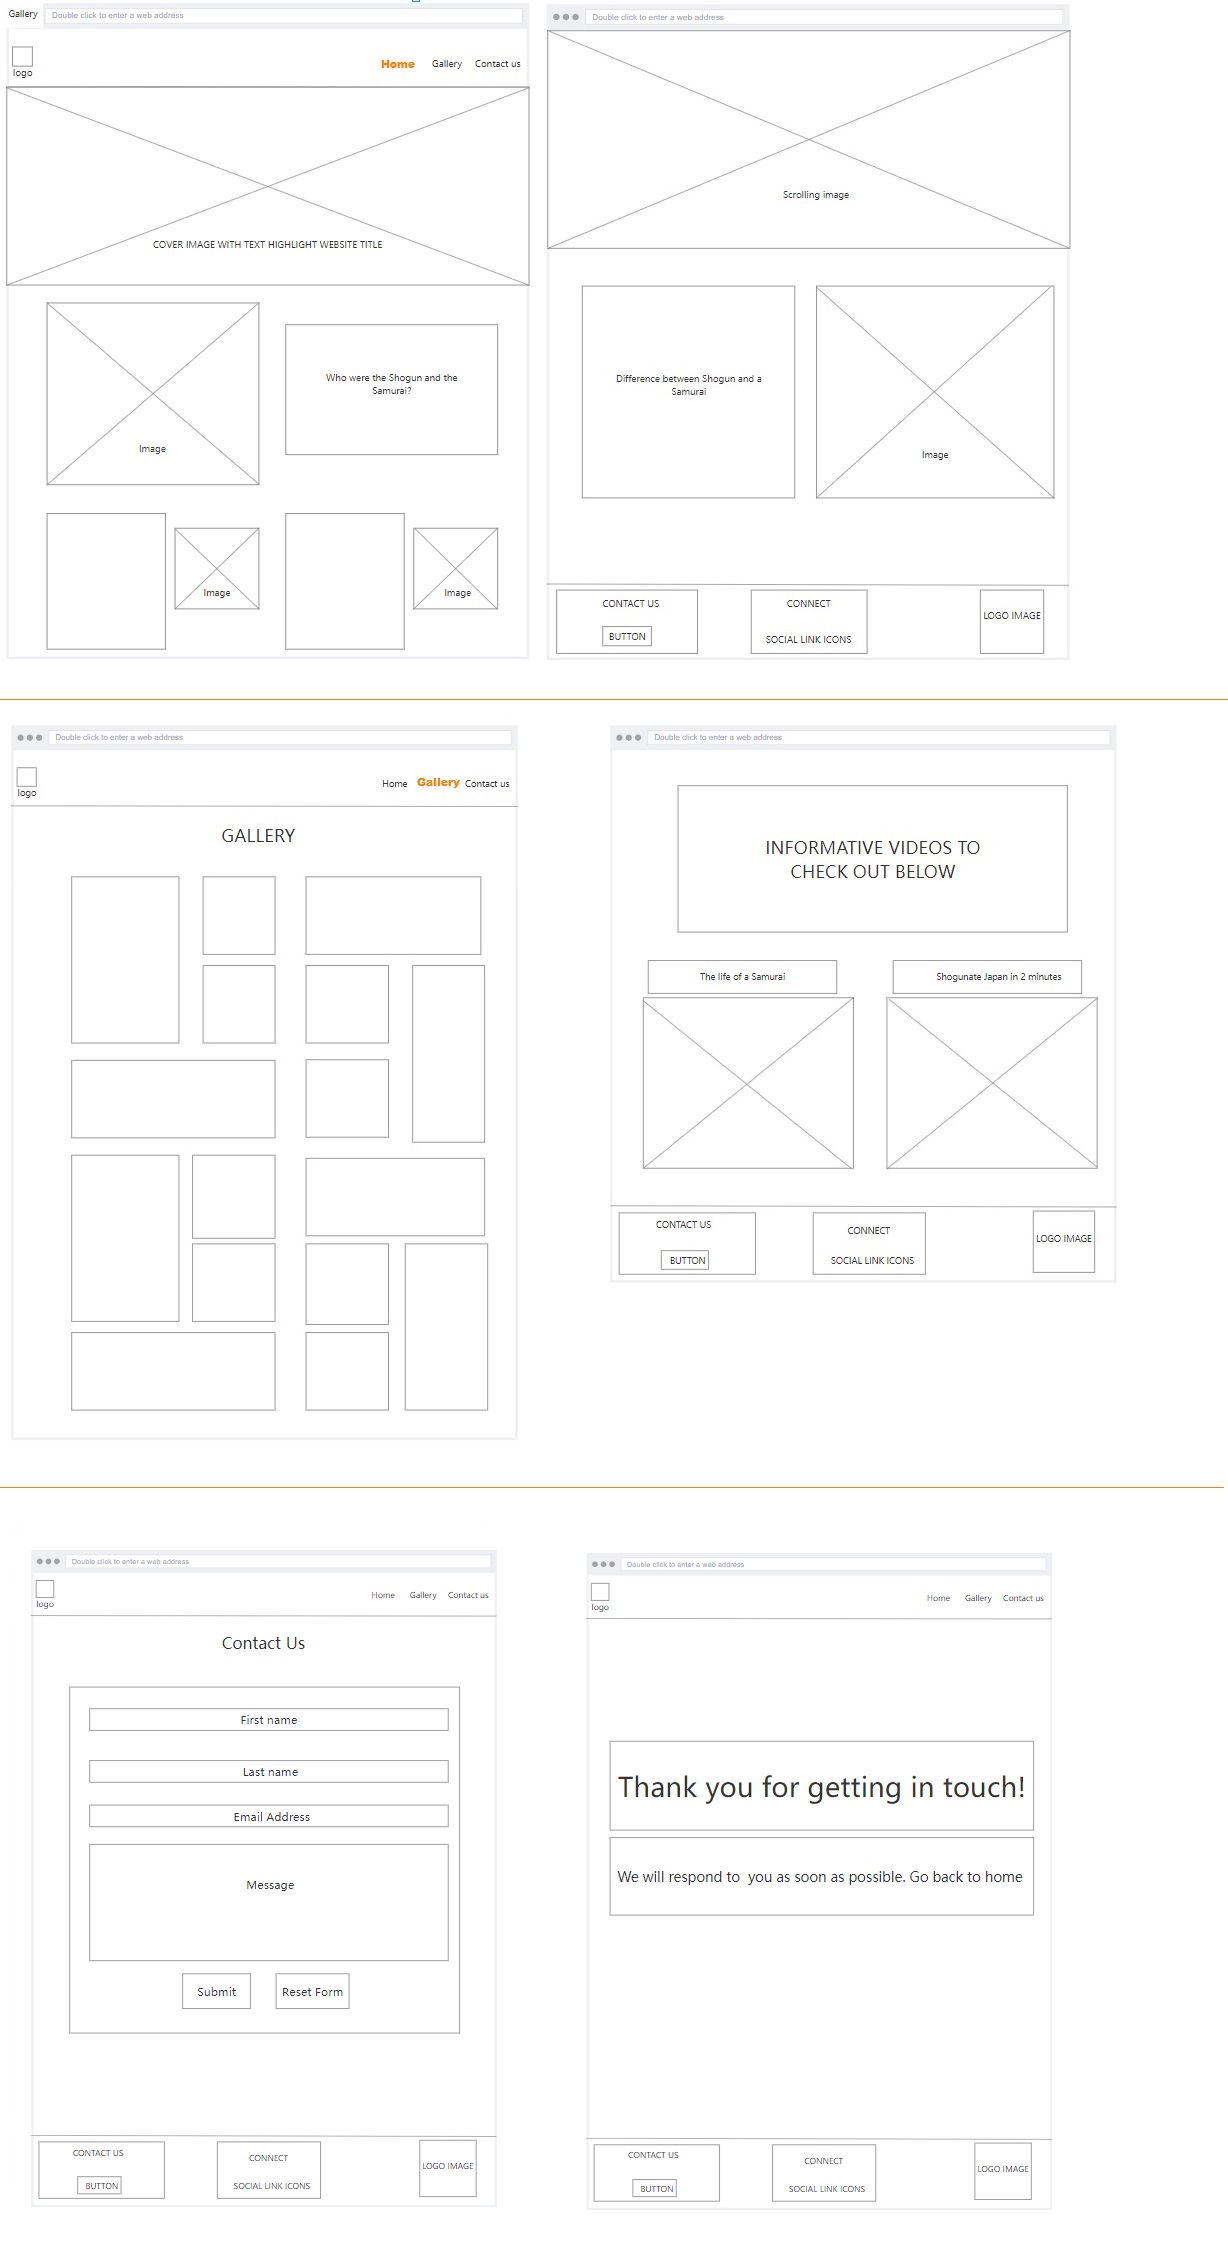 Gallery
Double click to enter a web address
logo
Home
Gallery
Contact us
COVER IMAGE WITH TEXT HIGHLIGHT WEBSITE TITLE
Image
Who were the Shogun and the
Samurai?
Image
Image
Double click to enter a web address
Scrolling image
Difference between Shogun and a
Samurai
Image
CONTACT US
BUTTON
CONNECT
SOCIAL LINK ICONS
LOGO IMAGE
Double click to enter a web address
logo
Home
Gallery
Contact us
GALLERY
Double click to enter a web address
INFORMATIVE VIDEOS TO
CHECK OUT BELOW
The life of a Samurai
Shogunate Japan in 2 minutes
CONTACT US
BUTTON
CONNECT
SOCIAL LINK ICONS
LOGO IMAGE
Double click to enter a web address
logo
Home
Gallery
Contact us
Contact Us
First name
Last name
Email Address
Message
Submit
Reset Form
CONTACT US
BUTTON
CONNECT
SOCIAL LINK ICONS
LOGO IMAGE
Double click to enter a web address
logo
Home
Gallery
Contact us
Thank you for getting in touch!
We will respond to  you as soon as possible. Go back to home
CONTACT US
BUTTON
CONNECT
SOCIAL LINK ICONS
LOGO IMAGE